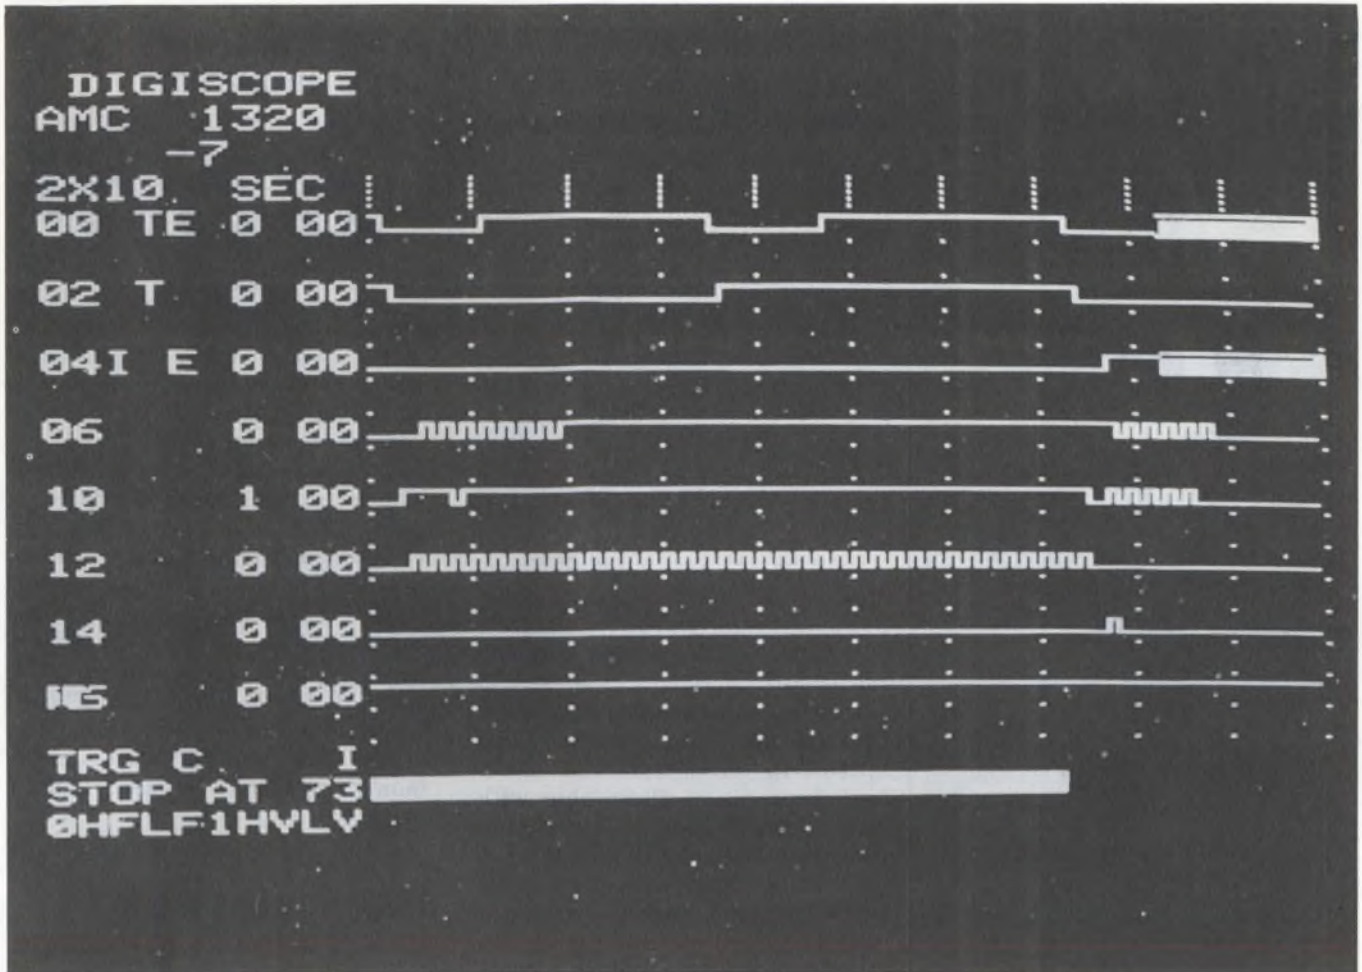 DIGISCOPE
AMC 1320
-7
2X10 SEC
00 TE 0 00
02 T 0 00
04I E 0 00
06 0 00
10 1 00
12 0 00
14 0 00
0 00
TRG C I
STOP AT 73
0HFLF1HVLV